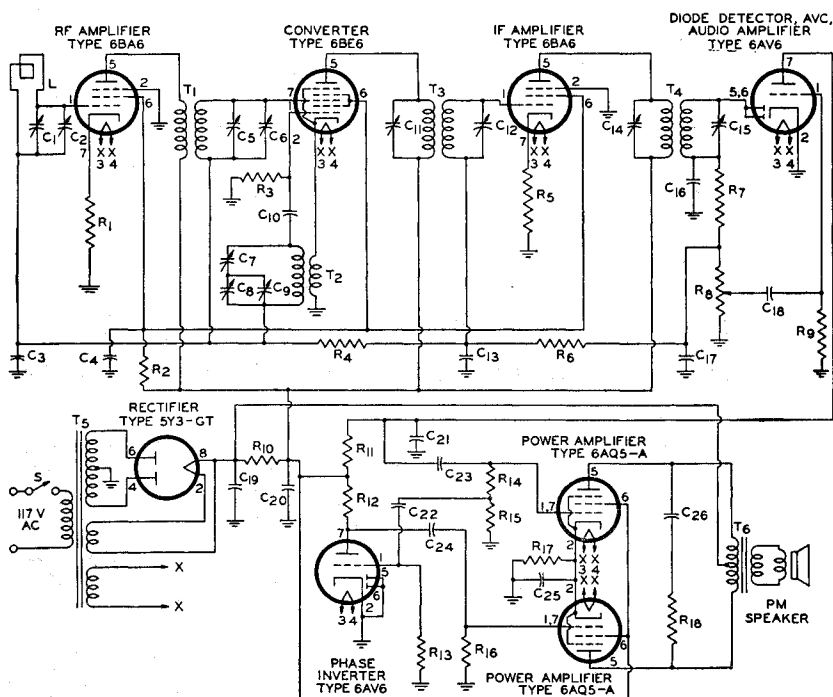 RF AMPLIFIER
TYPE 6BA6
CONVERTER
TYPE 6BE6
IF AMPLIFIER
TYPE 6BA6
DIODE DETECTOR, AVC,
AUDIO AMPLIFIER
TYPE 6AV6
L
C1
C2
5
2
6
7
X X
3 4
R1
T1
C5
C6
5
7
6
2
X X
3 4
R3
C10
C7
C8
C9
T2
C11
T3
C12
5
1
2
6
7
X X
3 4
R5
C14
T4
C15
5,6
7
1
2
X X
3 4
C16
R7
R8
C18
R9
C3
C4
R2
R4
C13
R6
C17
T5
RECTIFIER
TYPE 5Y3-GT
6
4
8
2
S
117 V
AC
X
X
R10
C19
C20
R11
R12
C21
C23
C22
C24
R14
R15
7
1
5
6
2
3 4
PHASE
INVERTER
TYPE 6AV6
R13
R16
POWER AMPLIFIER
TYPE 6AQ5-A
5
1,7
6
2
3 4
X X
X X
3 4
R17
C25
2
1,7
5
6
POWER AMPLIFIER
TYPE 6AQ5-A
C26
R18
T6
PM
SPEAKER